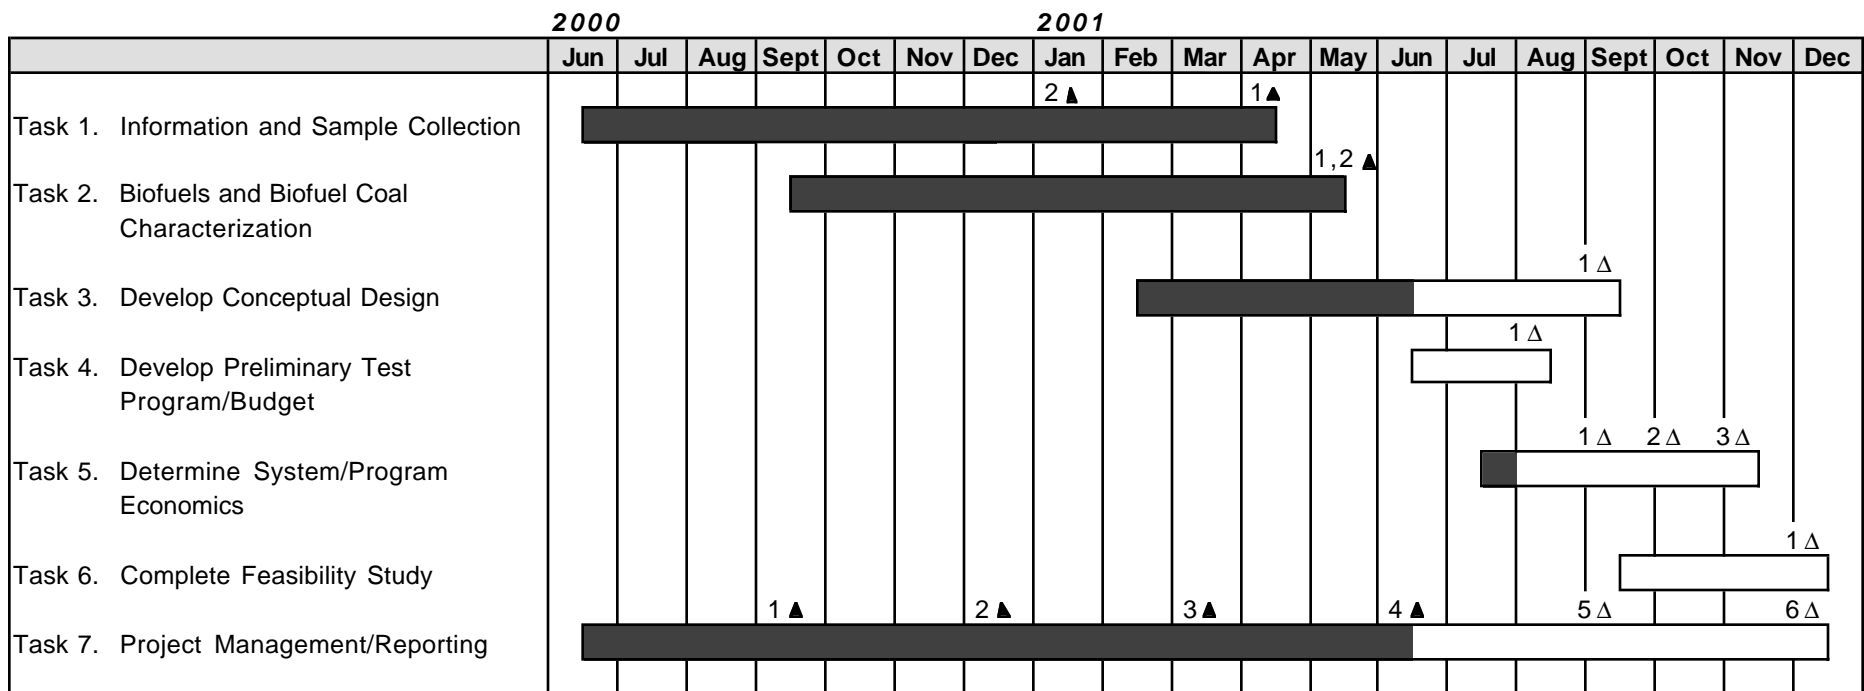 2000 2001
Jun Jul Aug Sept Oct Nov Dec Jan Feb Mar Apr May Jun Jul Aug Sept Oct Nov Dec
2 ▲ 1 ▲
Task 1. Information and Sample Collection
1,2 ▲
Task 2. Biofuels and Biofuel Coal
Characterization
1 Δ
Task 3. Develop Conceptual Design
1 Δ
Task 4. Develop Preliminary Test
Program/Budget
1 Δ 2 Δ 3 Δ
Task 5. Determine System/Program
Economics
1 Δ
Task 6. Complete Feasibility Study
1 ▲ 2 ▲ 3 ▲ 4 ▲ 5 Δ 6 Δ
Task 7. Project Management/Reporting